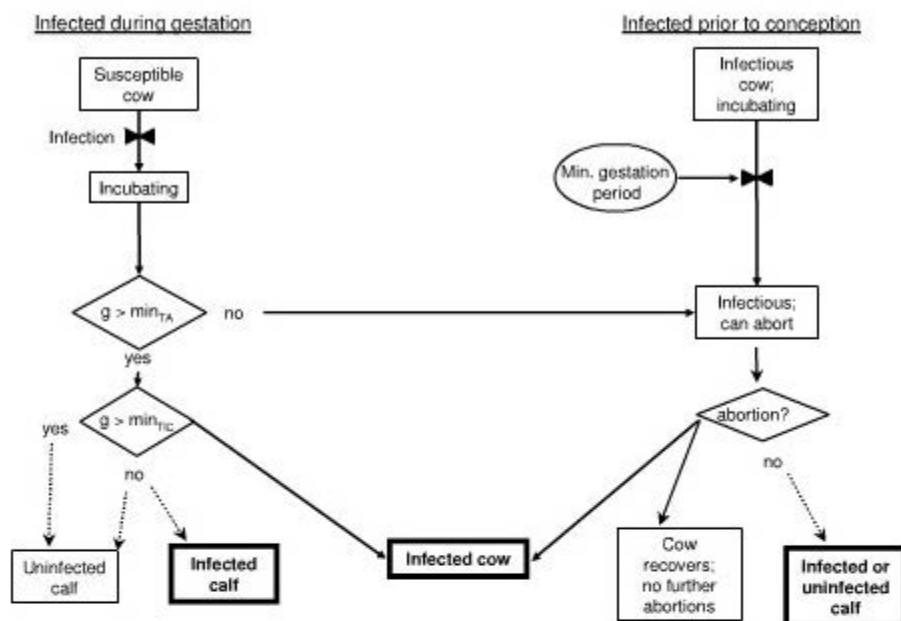 Infected during gestation
Infected prior to conception
Susceptible
cow
Infectious
cow;
incubating
Infection
Min. gestation
period
Incubating
g > minTA
no
Infectious;
can abort
yes
g > minTIC
abortion?
yes
no
no
Uninfected
calf
Infected
calf
Infected cow
Cow
recovers;
no further
abortions
Infected or
uninfected
calf